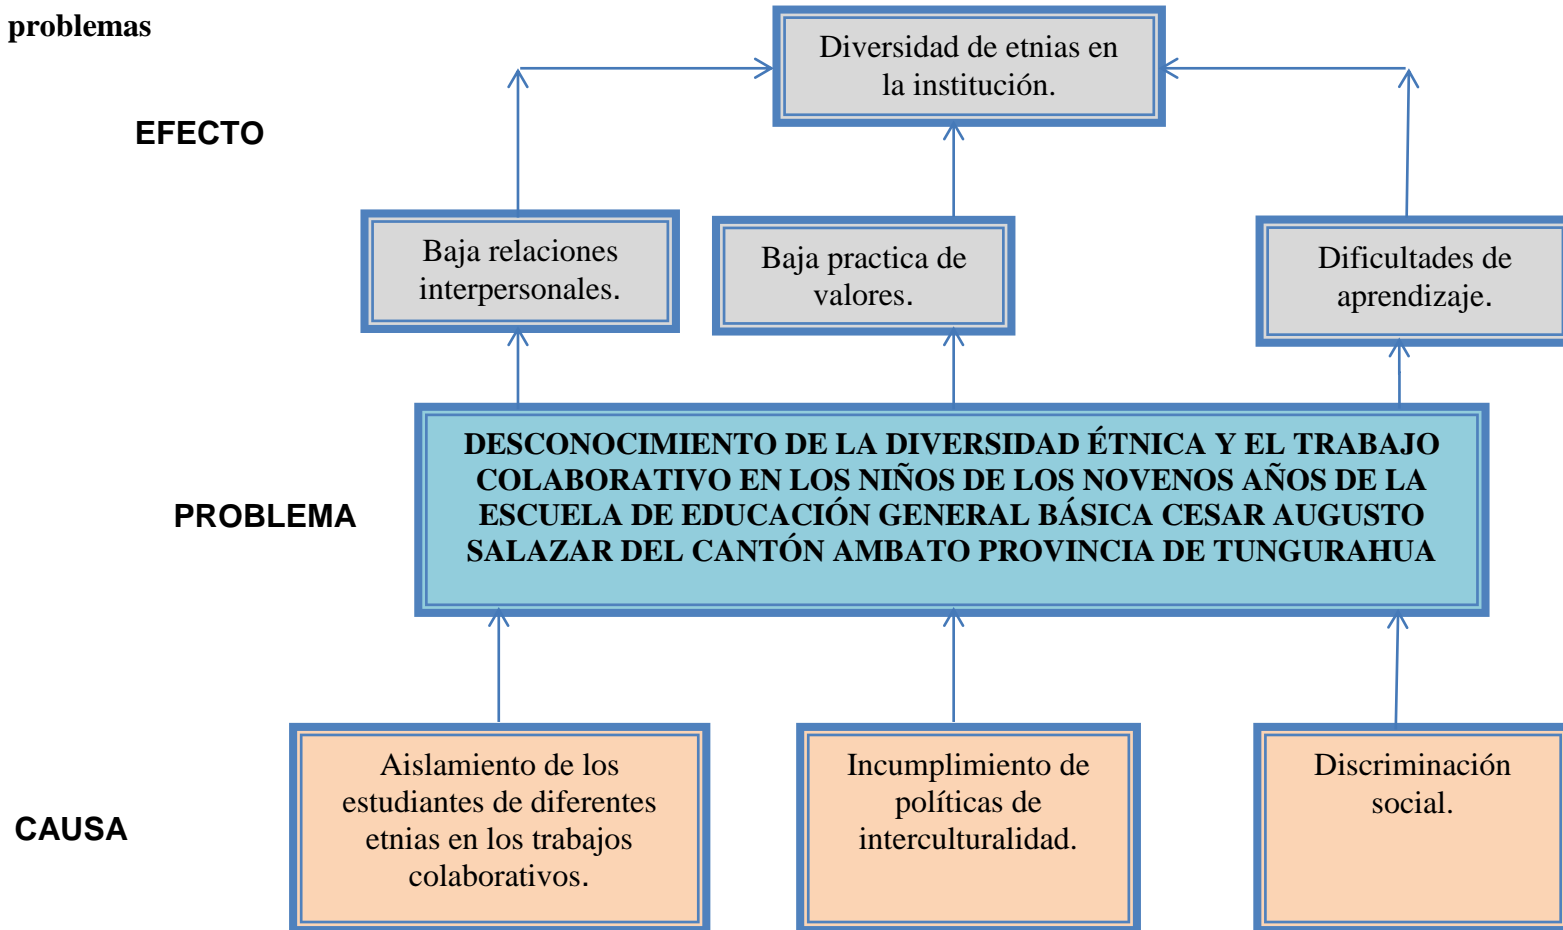 problemas
Diversidad de etnias en
la institución.
EFECTO
Baja relaciones
interpersonales.
Baja practica de
valores.
Dificultades de
aprendizaje.
PROBLEMA
DESCONOCIMIENTO DE LA DIVERSIDAD ÉTNICA Y EL TRABAJO
COLABORATIVO EN LOS NIÑOS DE LOS NOVENOS AÑOS DE LA
ESCUELA DE EDUCACIÓN GENERAL BÁSICA CESAR AUGUSTO
SALAZAR DEL CANTÓN AMBATO PROVINCIA DE TUNGURAHUA
CAUSA
Aislamiento de los
estudiantes de diferentes
etnias en los trabajos
colaborativos.
Incumplimiento de
políticas de
interculturalidad.
Discriminación
social.